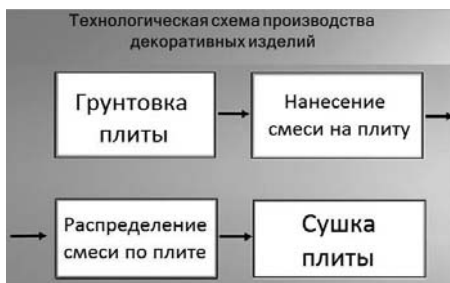 Технологическая схема производства
декоративных изделий
Грунтовка
плиты
Нанесение
смеси на плиту
Распределение
смеси по плите
Сушка
плиты